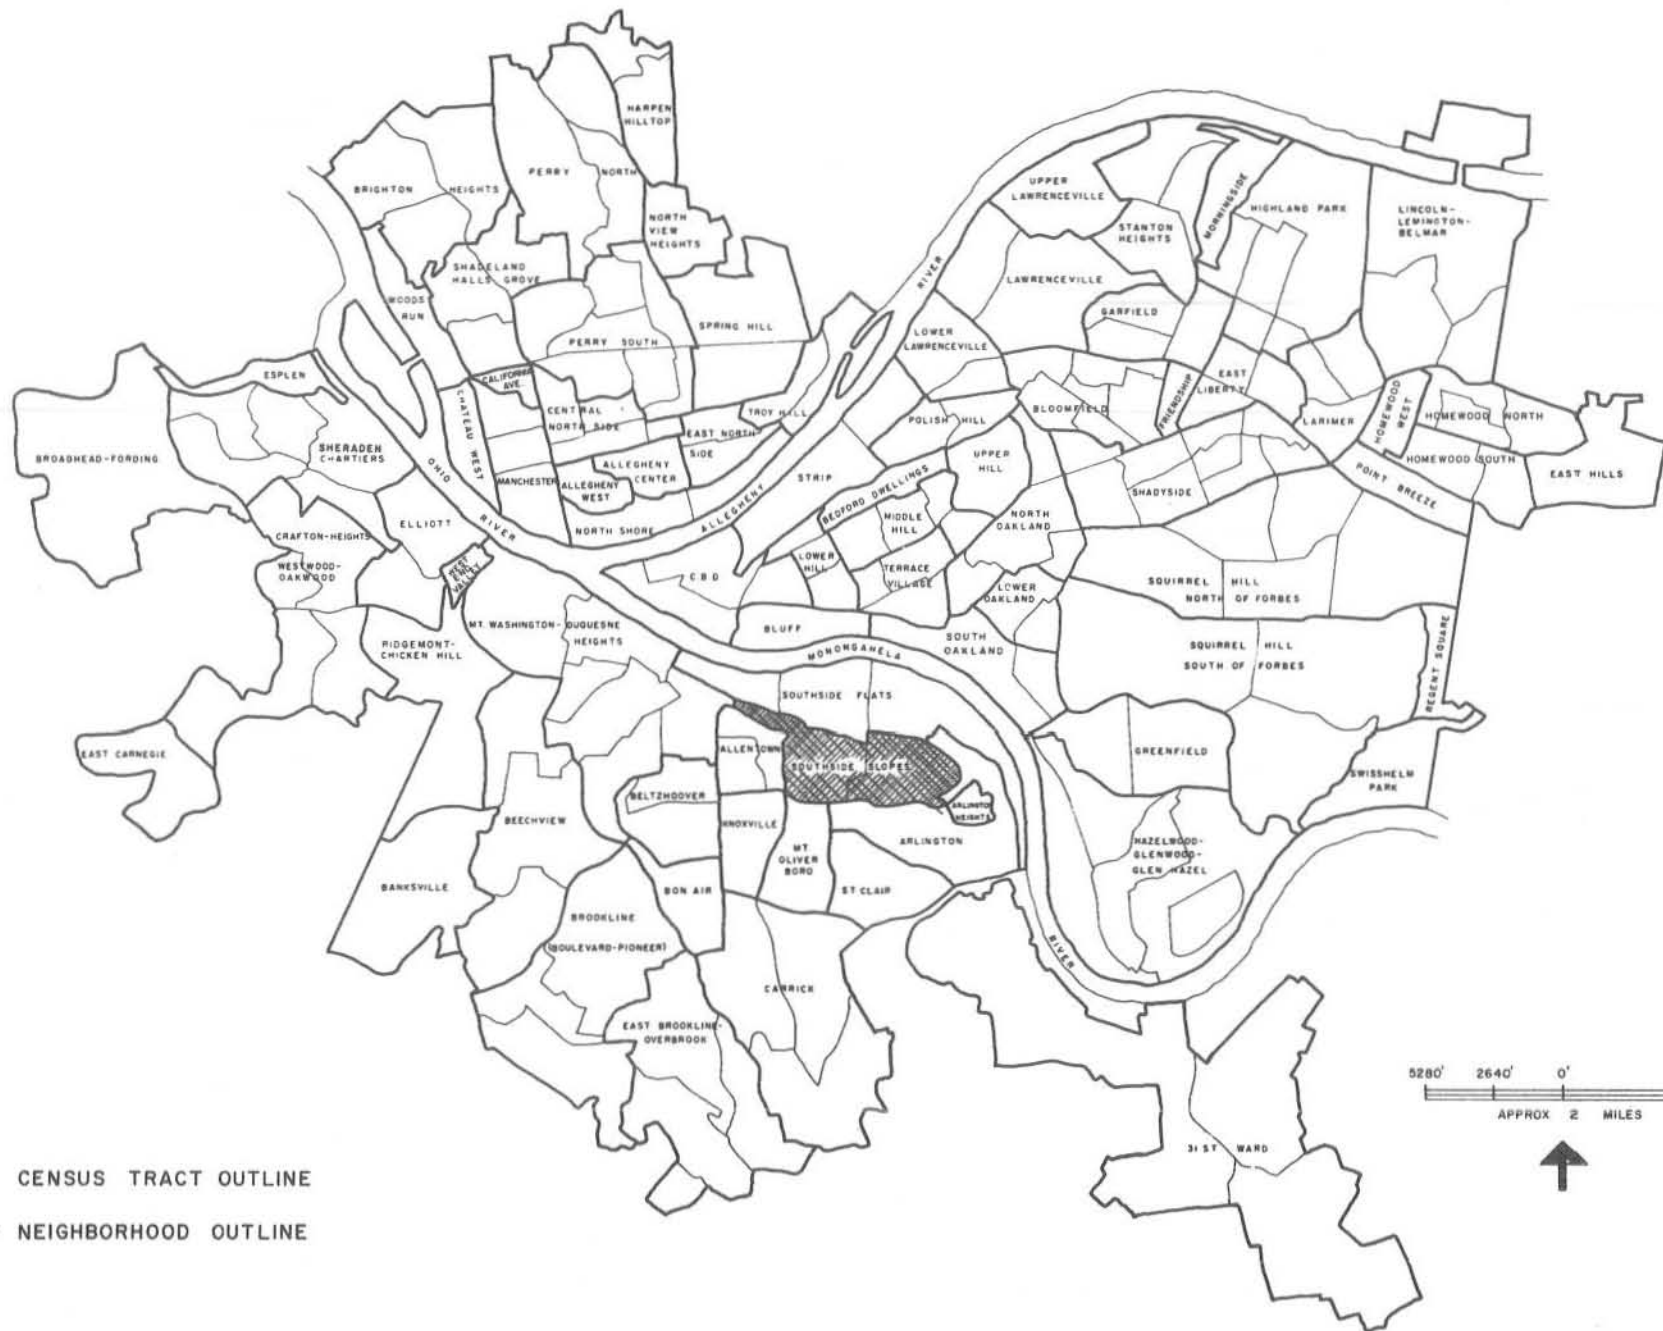 HARPEN
HILLTOP
PERRY NORTH
BRIGHTON HEIGHTS
NORTH
VIEW
HEIGHTS
SHADELAND
HALLS GROVE
WOODS
RUN
SPRING HILL
PERRY SOUTH
CALIFORNIA
AVE.
CHATEAU WEST
CENTRAL
NORTH SIDE
TROY HILL
EAST NORTH
SIDE
ALLEGHENY
CENTER
MANCHESTER
ALLEGHENY
WEST
NORTH SHORE
ESPLEN
BROADHEAD-FORDING
SHERADEN
CHARTIERS
ELLIOTT
CRAFTON-HEIGHTS
WESTWOOD-
OAKWOOD
WEST
END
VALLEY
RIDGEMONT-
CHICKEN HILL
EAST CARNEGIE
OHIO RIVER
ALLEGHENY RIVER
MONONGAHELA RIVER
UPPER
LAWRENCEVILLE
STANTON
HEIGHTS
MORNINGSIDE
HIGHLAND PARK
LINCOLN-
LEMINGTON-
BELMAR
LAWRENCEVILLE
GARFIELD
LOWER
LAWRENCEVILLE
FRIENDSHIP
EAST
LIBERTY
BLOOMFIELD
LARIMER
HOMEWOOD
WEST
HOMEWOOD NORTH
HOMEWOOD SOUTH
EAST HILLS
POINT BREEZE
POLISH HILL
UPPER
HILL
STRIP
BEDFORD DWELLINGS
MIDDLE
HILL
NORTH
OAKLAND
SHADYSIDE
LOWER
HILL
TERRACE
VILLAGE
LOWER
OAKLAND
C B D
BLUFF
SOUTH
OAKLAND
SQUIRREL HILL
NORTH OF FORBES
SQUIRREL HILL
SOUTH OF FORBES
REGENT SQUARE
MT. WASHINGTON-DUQUESNE
HEIGHTS
SOUTHSIDE FLATS
ALLENTOWN
SOUTHSIDE SLOPES
ARLINGTON
HEIGHTS
GREENFIELD
SWISSHELM
PARK
BELTZHOOVER
BEECHVIEW
KNOXVILLE
MT
OLIVER
BORO
ARLINGTON
ST CLAIR
HAZELWOOD-
GLENWOOD-
GLEN HAZEL
BANKSVILLE
BON AIR
BROOKLINE
(BOULEVARD-PIONEER)
CARRICK
EAST BROOKLINE-
OVERBROOK
31ST WARD
5280' 2640' 0'
APPROX 2 MILES
CENSUS TRACT OUTLINE
NEIGHBORHOOD OUTLINE